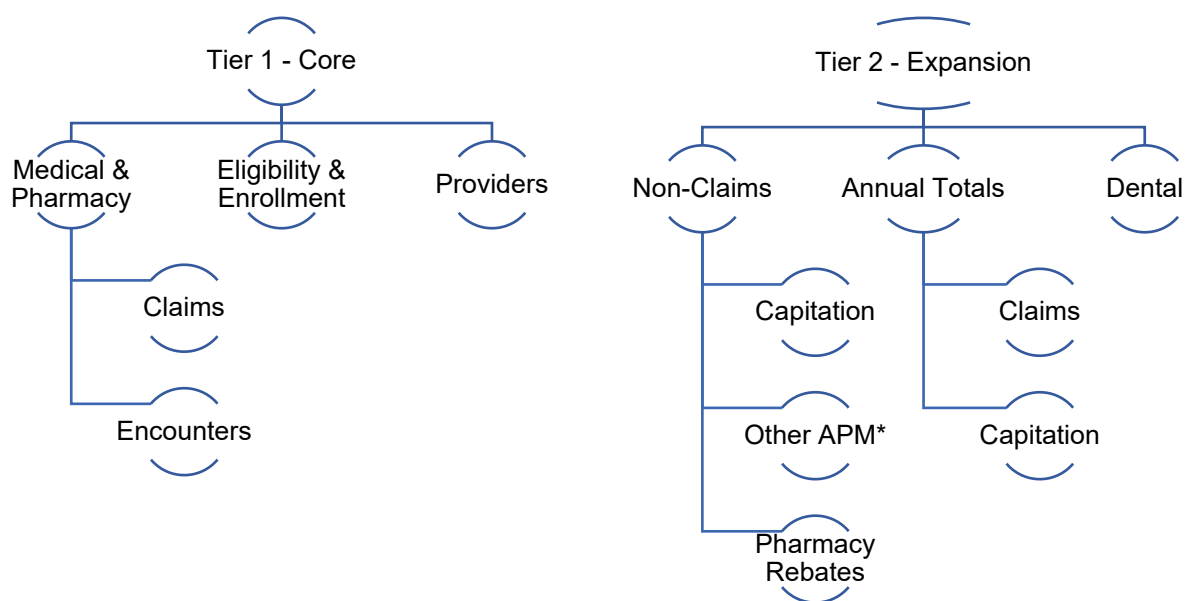 Tier 1 - Core
Medical &
Pharmacy
Eligibility &
Enrollment
Providers
Claims
Encounters
Tier 2 - Expansion
Non-Claims
Annual Totals
Dental
Capitation
Other APM*
Pharmacy
Rebates
Claims
Capitation